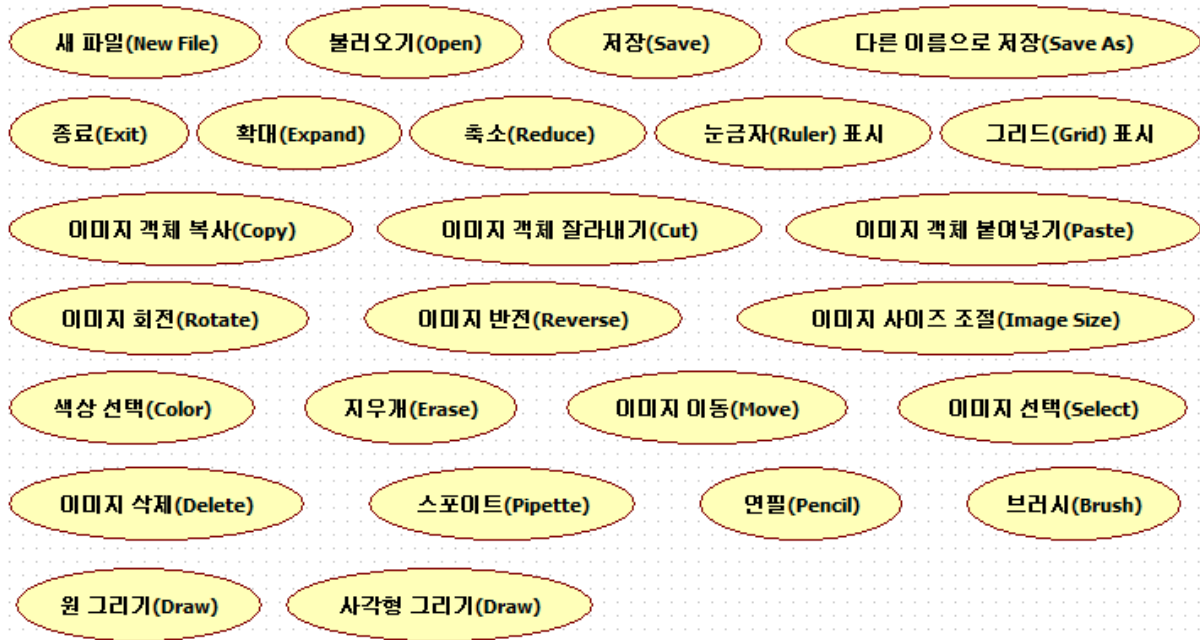 새 파일(New File) 불러오기(Open) 저장(Save) 다른 이름으로 저장(Save As)
종료(Exit) 확대(Expand) 축소(Reduce) 눈금자(Ruler) 표시 그리드(Grid) 표시
이미지 객체 복사(Copy) 이미지 객체 잘라내기(Cut) 이미지 객체 붙여넣기(Paste)
이미지 회전(Rotate) 이미지 반전(Reverse) 이미지 사이즈 조절(Image Size)
색상 선택(Color) 지우개(Erase) 이미지 이동(Move) 이미지 선택(Select)
이미지 삭제(Delete) 스포이트(Pipette) 연필(Pencil) 브러시(Brush)
원 그리기(Draw) 사각형 그리기(Draw)